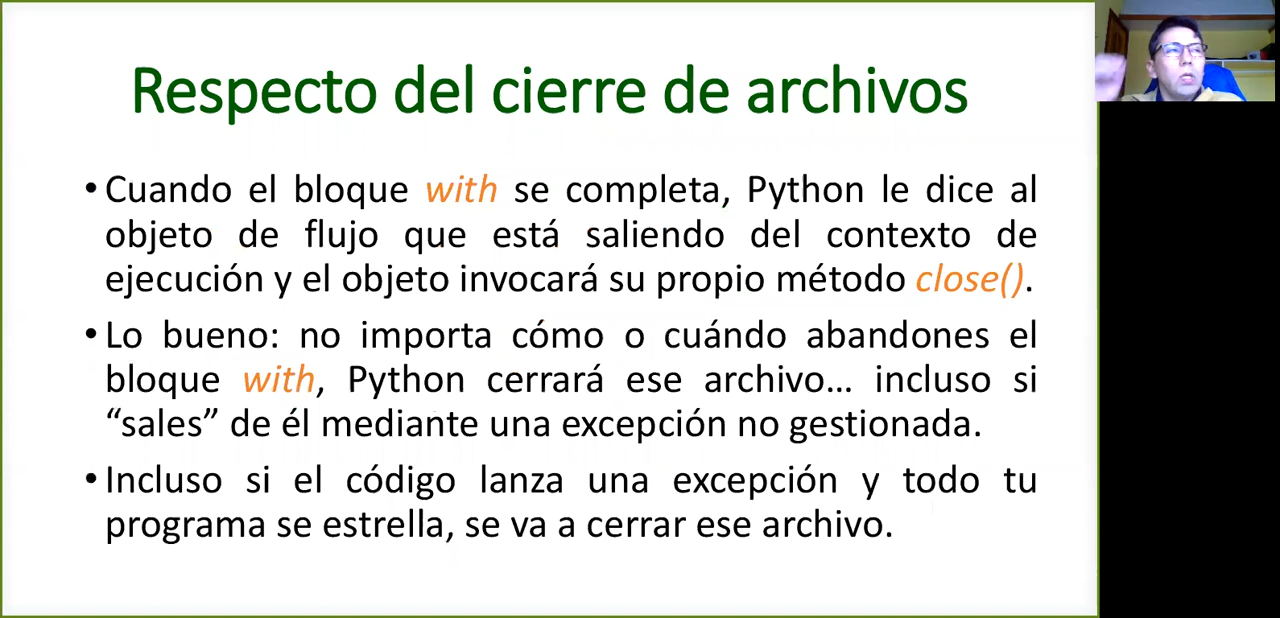 Respecto del cierre de archivos
• Cuando el bloque with se completa, Python le dice al
objeto de flujo que está saliendo del contexto de
ejecución y el objeto invocará su propio método close().
• Lo bueno: no importa cómo o cuándo abandones el
bloque with, Python cerrará ese archivo… incluso si
“sales” de él mediante una excepción no gestionada.
• Incluso si el código lanza una excepción y todo tu
programa se estrella, se va a cerrar ese archivo.